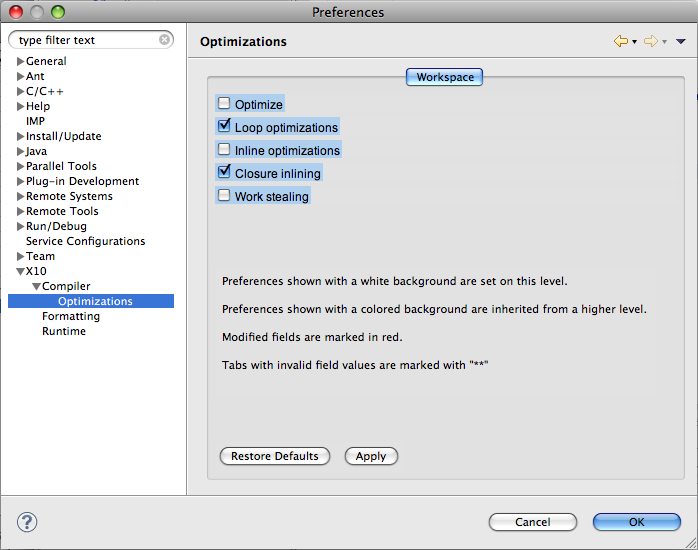 Preferences
type filter text
Optimizations
General
Ant
C/C++
Help
IMP
Install/Update
Java
Parallel Tools
Plug-in Development
Remote Systems
Remote Tools
Run/Debug
Service Configurations
Team
X10
Compiler
Optimizations
Formatting
Runtime
Workspace
Optimize
Loop optimizations
Inline optimizations
Closure inlining
Work stealing
Preferences shown with a white background are set on this level.
Preferences shown with a colored background are inherited from a higher level.
Modified fields are marked in red.
Tabs with invalid field values are marked with "**"
Restore Defaults
Apply
?
Cancel
OK